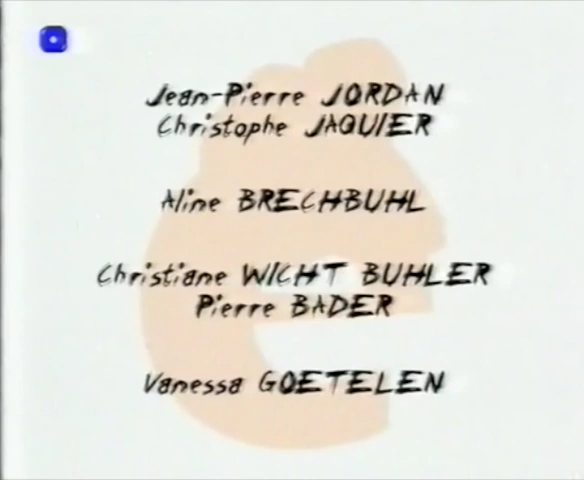 Jean-Pierre JORDAN
Christophe JAQUIER
Aline BRECHBUHL
Christiane WICHT BUHLER
Pierre BADER
Vanessa GOETELEN